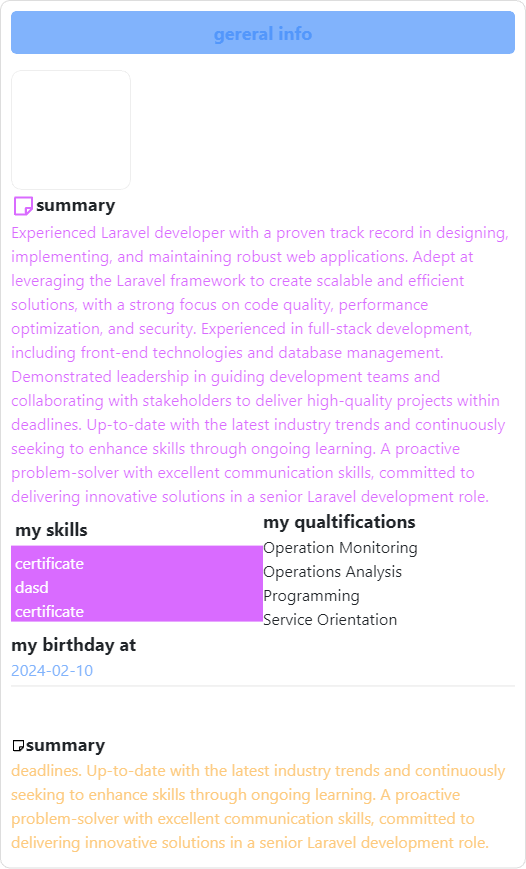 gereral info
summary
Experienced Laravel developer with a proven track record in designing,
implementing, and maintaining robust web applications. Adept at
leveraging the Laravel framework to create scalable and efficient
solutions, with a strong focus on code quality, performance
optimization, and security. Experienced in full-stack development,
including front-end technologies and database management.
Demonstrated leadership in guiding development teams and
collaborating with stakeholders to deliver high-quality projects within
deadlines. Up-to-date with the latest industry trends and continuously
seeking to enhance skills through ongoing learning. A proactive
problem-solver with excellent communication skills, committed to
delivering innovative solutions in a senior Laravel development role.
my skills
certificate
dasd
certificate
my qualtifications
Operation Monitoring
Operations Analysis
Programming
Service Orientation
my birthday at
2024-02-10
summary
deadlines. Up-to-date with the latest industry trends and continuously
seeking to enhance skills through ongoing learning. A proactive
problem-solver with excellent communication skills, committed to
delivering innovative solutions in a senior Laravel development role.